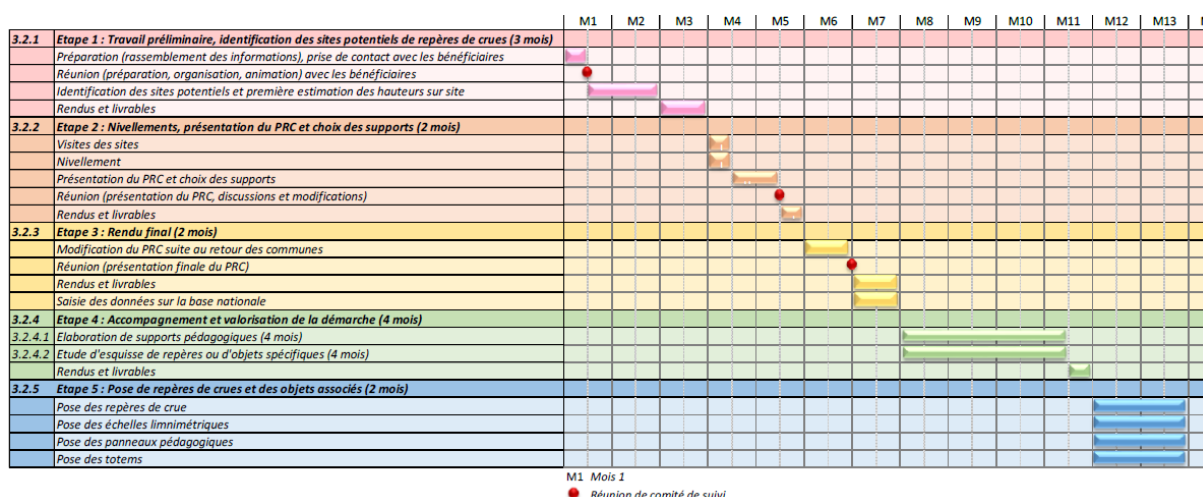 M1 M2 M3 M4 M5 M6 M7 M8 M9 M10 M11 M12 M13
3.2.1 Etape 1 : Travail préliminaire, identification des sites potentiels de repères de crues (3 mois)
Préparation (rassemblement des informations), prise de contact avec les bénéficiaires
Réunion (préparation, organisation, animation) avec les bénéficiaires
Identification des sites potentiels et première estimation des hauteurs sur site
Rendus et livrables
3.2.2 Etape 2 : Nivellements, présentation du PRC et choix des supports (2 mois)
Visites des sites
Nivellement
Présentation du PRC et choix des supports
Réunion (présentation du PRC, discussions et modifications)
Rendus et livrables
3.2.3 Etape 3 : Rendu final (2 mois)
Modification du PRC suite au retour des communes
Réunion (présentation finale du PRC)
Rendus et livrables
Saisie des données sur la base nationale
3.2.4 Etape 4 : Accompagnement et valorisation de la démarche (4 mois)
3.2.4.1 Elaboration de supports pédagogiques (4 mois)
3.2.4.2 Etude d'esquisse de repères ou d'objets spécifiques (4 mois)
Rendus et livrables
3.2.5 Etape 5 : Pose de repères de crues et des objets associés (2 mois)
Pose des repères de crue
Pose des échelles limnimétriques
Pose des panneaux pédagogiques
Pose des totems
M1 Mois 1
Réunion de comité de suivi